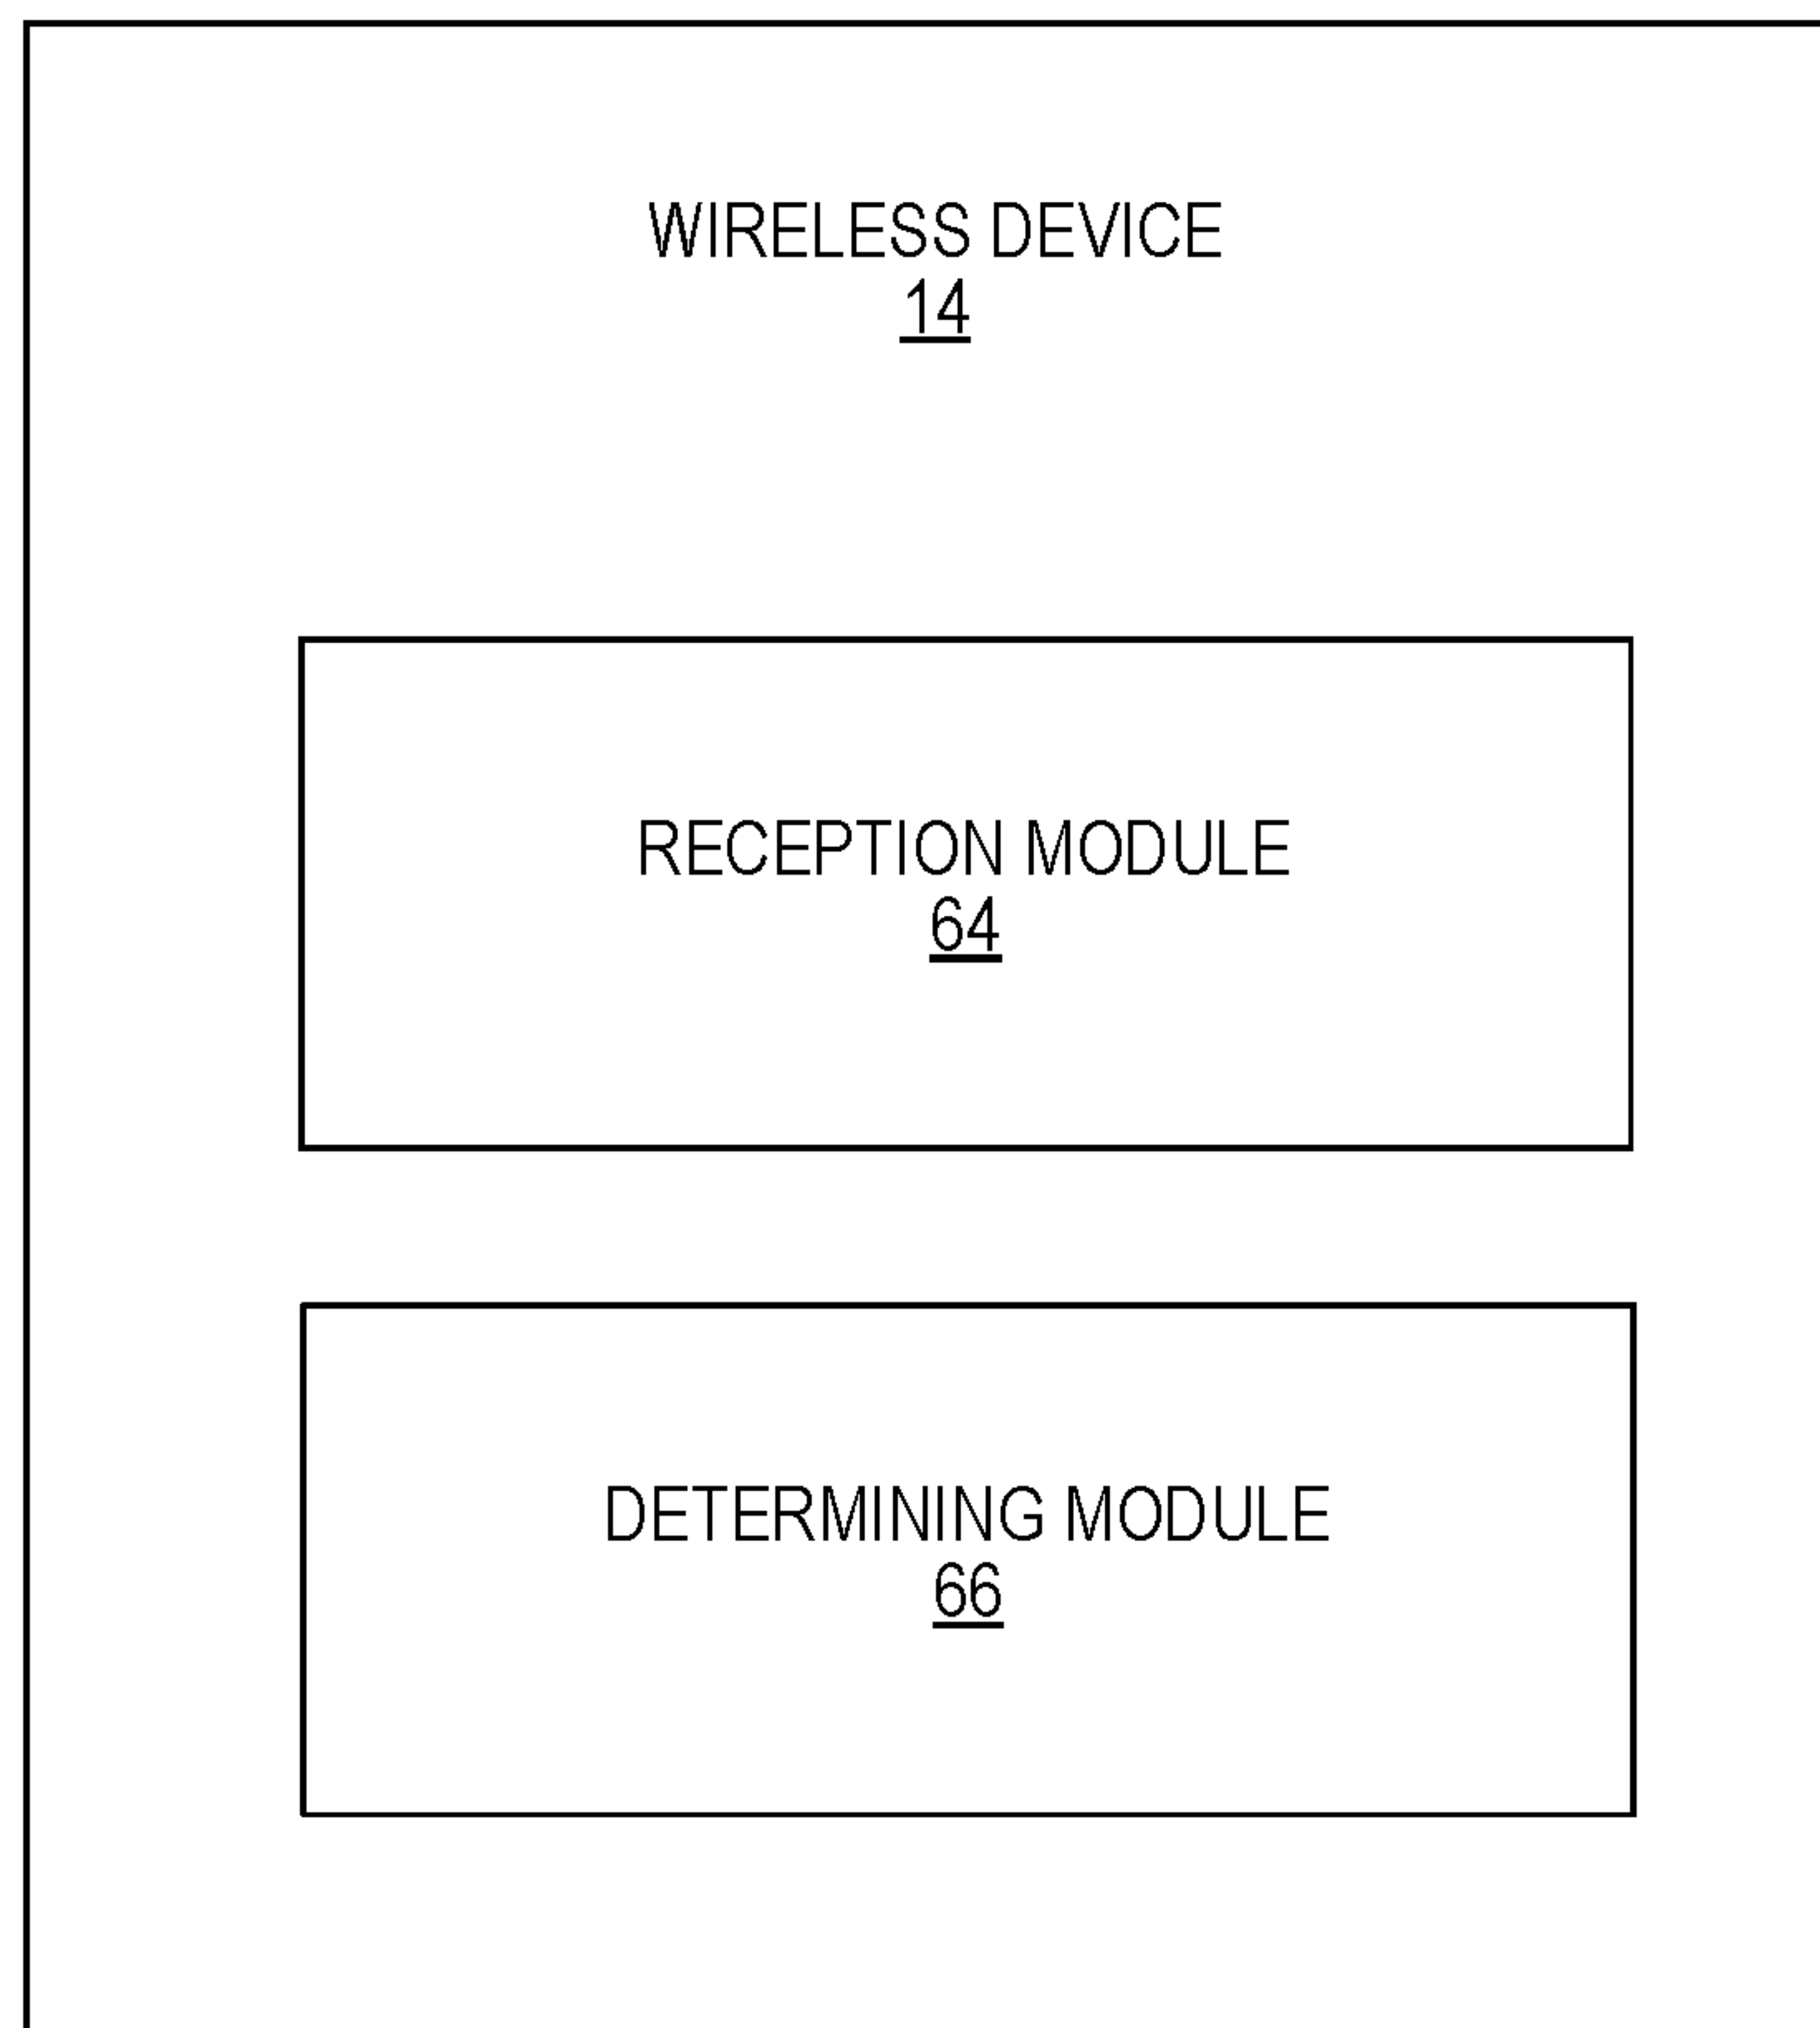 WIRELESS DEVICE
14
RECEPTION MODULE
64
DETERMINING MODULE
66